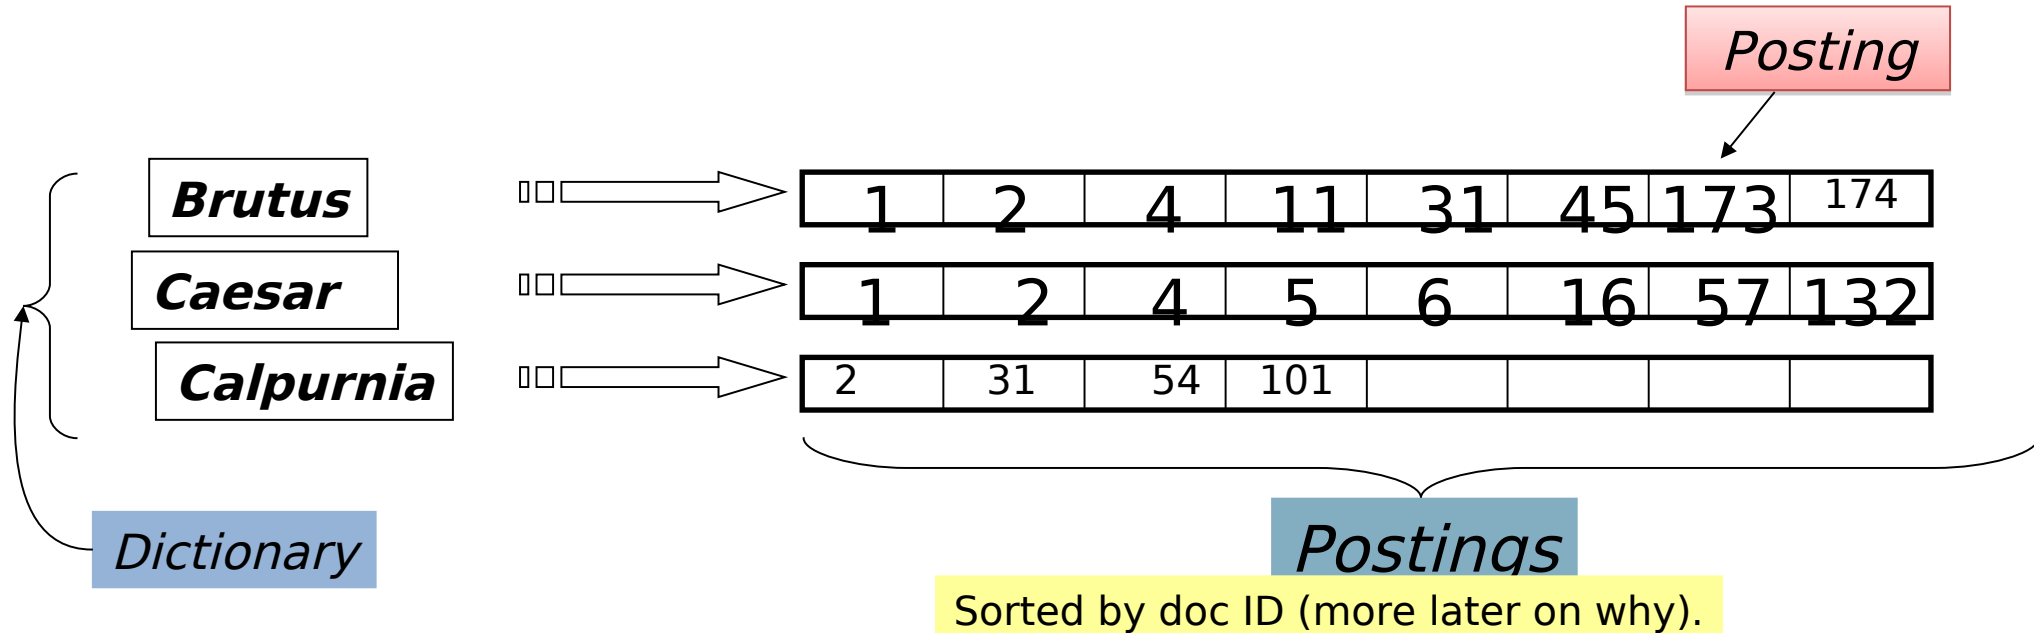 Posting
Brutus 1 2 4 11 31 45 173 174
Caesar 1 2 4 5 6 16 57 132
Calpurnia 2 31 54 101
Dictionary
Postings
Sorted by doc ID (more later on why).